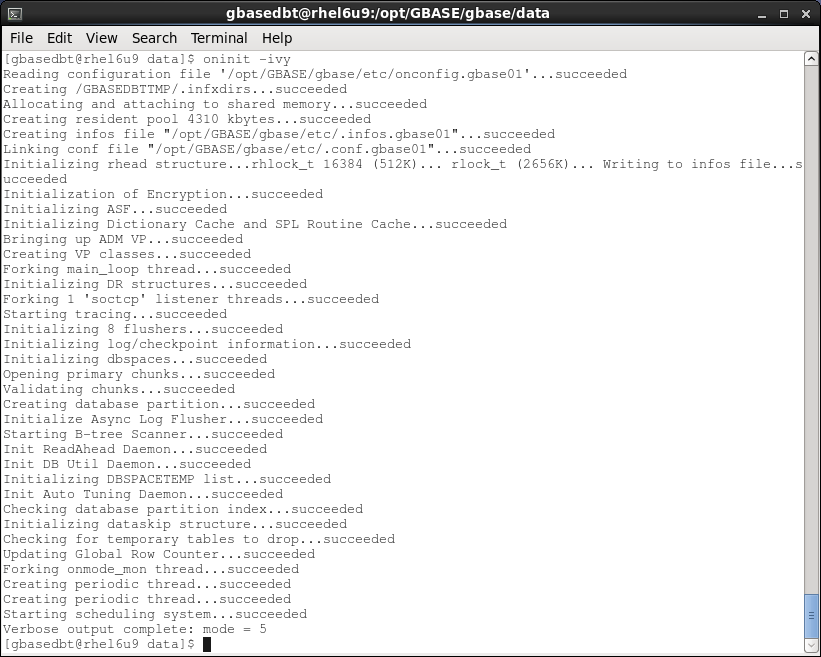 gbasedbt@rhel6u9:/opt/GBASE/gbase/data
File Edit View Search Terminal Help
[gbasedbt@rhel6u9 data]$ oninit -ivy
Reading configuration file '/opt/GBASE/gbase/etc/onconfig.gbase01'...succeeded
Creating /GBASEDBTTMP/.infxdirs...succeeded
Allocating and attaching to shared memory...succeeded
Creating resident pool 4310 kbytes...succeeded
Creating infos file "/opt/GBASE/gbase/etc/.infos.gbase01"...succeeded
Linking conf file "/opt/GBASE/gbase/etc/.conf.gbase01"...succeeded
Initializing rhead structure...rhlock_t 16384 (512K)... rlock_t (2656K)... Writing to infos file...s
ucceeded
Initialization of Encryption...succeeded
Initializing ASF...succeeded
Initializing Dictionary Cache and SPL Routine Cache...succeeded
Bringing up ADM VP...succeeded
Creating VP classes...succeeded
Forking main_loop thread...succeeded
Initializing DR structures...succeeded
Forking 1 'soctcp' listener threads...succeeded
Starting tracing...succeeded
Initializing 8 flushers...succeeded
Initializing log/checkpoint information...succeeded
Initializing dbspaces...succeeded
Opening primary chunks...succeeded
Validating chunks...succeeded
Creating database partition...succeeded
Initialize Async Log Flusher...succeeded
Starting B-tree Scanner...succeeded
Init ReadAhead Daemon...succeeded
Init DB Util Daemon...succeeded
Initializing DBSPACETEMP list...succeeded
Init Auto Tuning Daemon...succeeded
Checking database partition index...succeeded
Initializing dataskip structure...succeeded
Checking for temporary tables to drop...succeeded
Updating Global Row Counter...succeeded
Forking onmode_mon thread...succeeded
Creating periodic thread...succeeded
Creating periodic thread...succeeded
Starting scheduling system...succeeded
Verbose output complete: mode = 5
[gbasedbt@rhel6u9 data]$